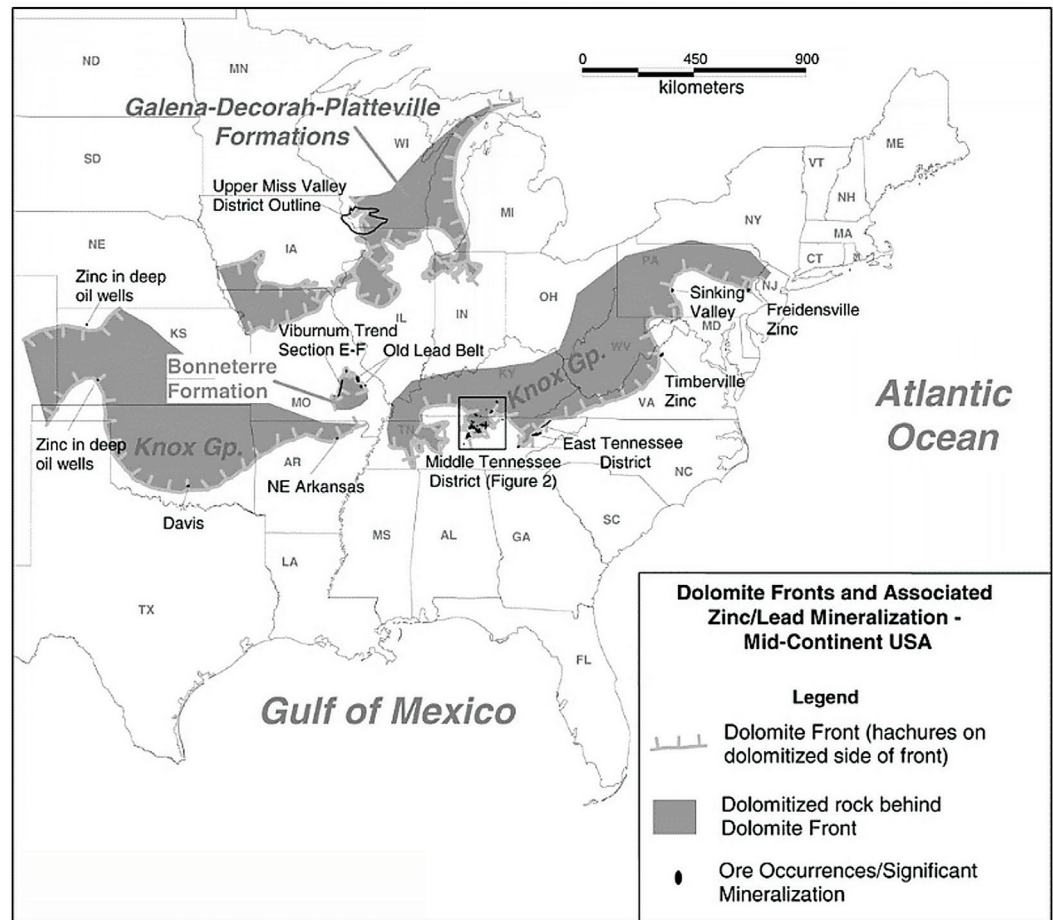 0 450 900
kilometers
ND
MN
Galena-Decorah-Platteville
Formations
WI
SD
ME
VT
NH
Upper Miss Valley
District Outline
MI
NY
MA
CT
NE
IA
PA
Zinc in deep
oil wells
OH
NJ
Sinking
Valley
Freidensville
Zinc
IN
IL
MD
KS
Viburnum Trend
Section E-F
Old Lead Belt
WV
Bonneterre
Formation
KY
Knox Gp.
Timberville
Zinc
MO
VA
Atlantic
Ocean
TN
Zinc in deep
oil wells
Knox Gp.
East Tennessee
District
Middle Tennessee
District (Figure 2)
AR
NC
NE Arkansas
Davis
SC
MS
AL
GA
LA
TX
FL
Gulf of Mexico
Dolomite Fronts and Associated
Zinc/Lead Mineralization -
Mid-Continent USA
Legend
Dolomite Front (hachures on
dolomitized side of front)
Dolomitized rock behind
Dolomite Front
Ore Occurrences/Significant
Mineralization